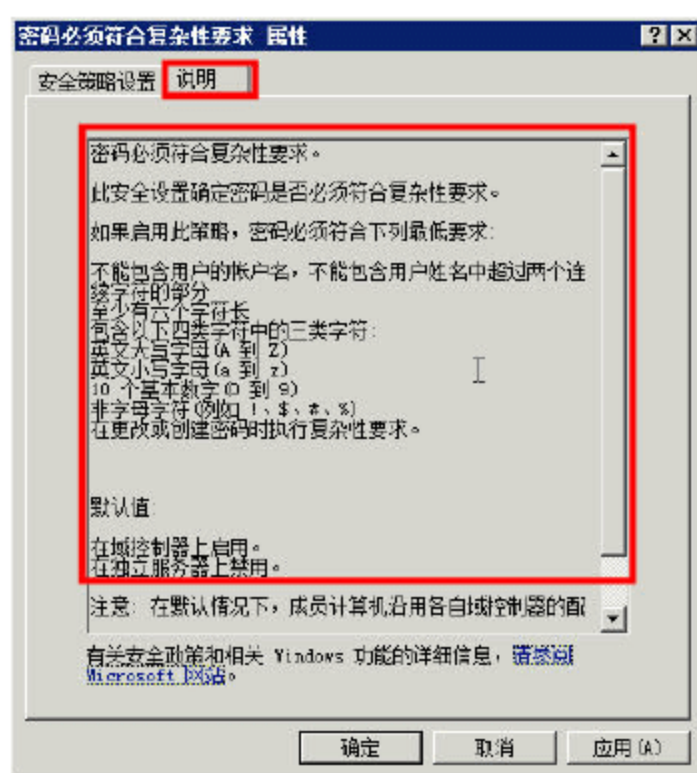 密码必须符合复杂性要求 属性
安全策略设置 说明
密码必须符合复杂性要求。
此安全设置确定密码是否必须符合复杂性要求。
如果启用此策略，密码必须符合下列最低要求:
不能包含用户的帐户名，不能包含用户姓名中超过两个连
续字符的部分
至少有六个字符长
包含以下四类字符中的三类字符:
英文大写字母(A 到 Z)
英文小写字母(a 到 z)
10 个基本数字(0 到 9)
非字母字符(例如 !、$、#、%)
在更改或创建密码时执行复杂性要求。
默认值:
在域控制器上启用。
在独立服务器上禁用。
注意: 在默认情况下，成员计算机沿用各自域控制器的配
有关安全政策和相关 Windows 功能的详细信息，请参阅
Microsoft 网站。
确定 取消 应用(A)